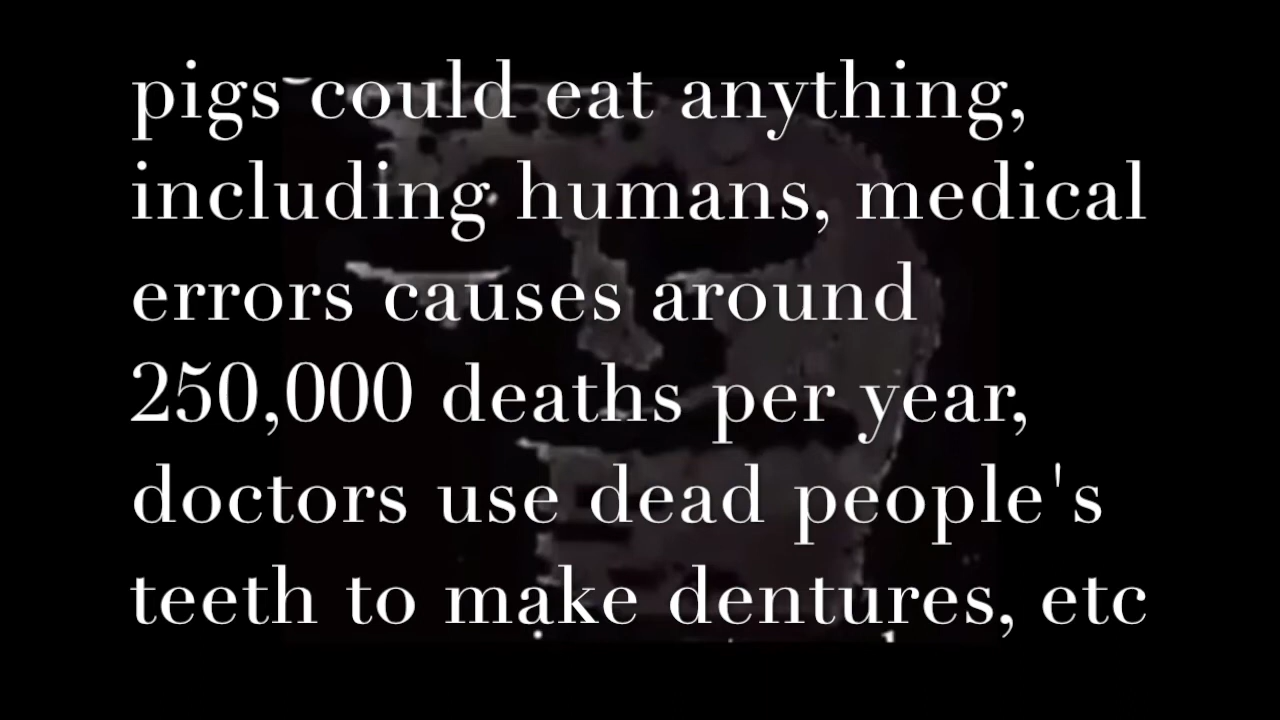 pigs could eat anything,
including humans, medical
errors causes around
250,000 deaths per year,
doctors use dead people's
teeth to make dentures, etc